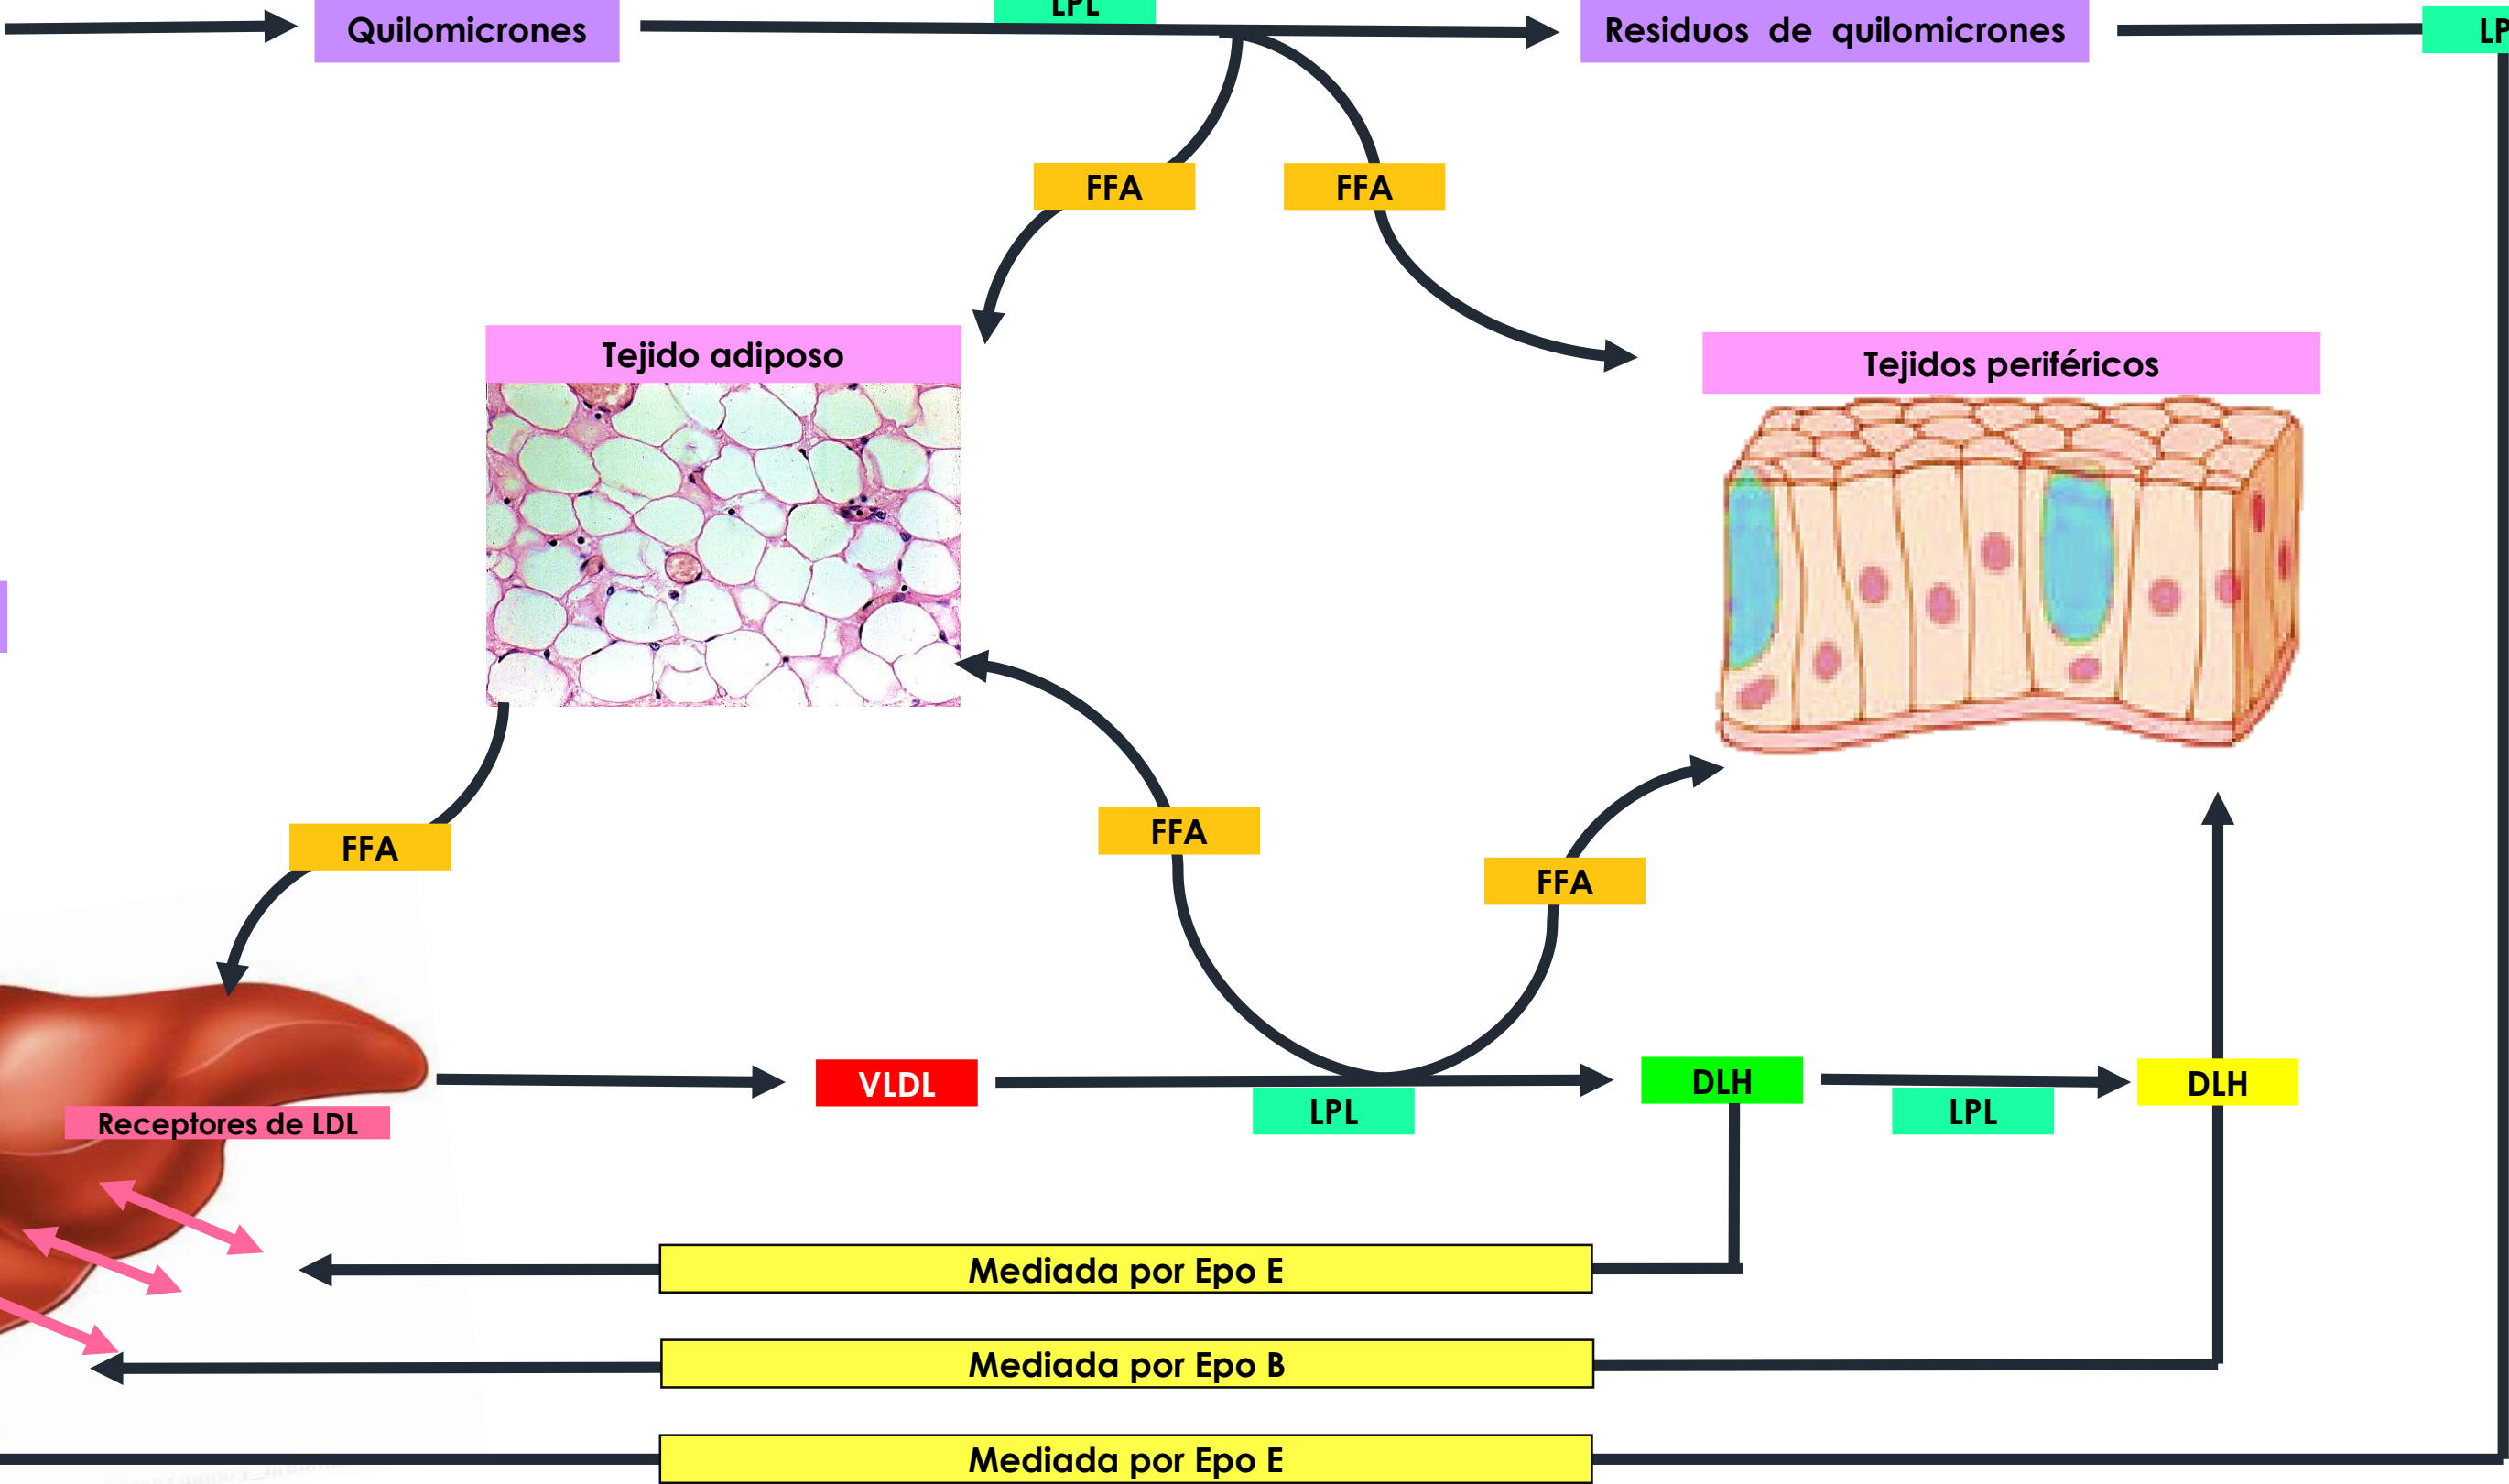 LPL
Quilomicrones
Residuos de quilomicrones
LP
FFA
FFA
Tejido adiposo
Tejidos periféricos
FFA
FFA
FFA
VLDL
DLH
DLH
LPL
LPL
Receptores de LDL
Mediada por Epo E
Mediada por Epo B
Mediada por Epo E